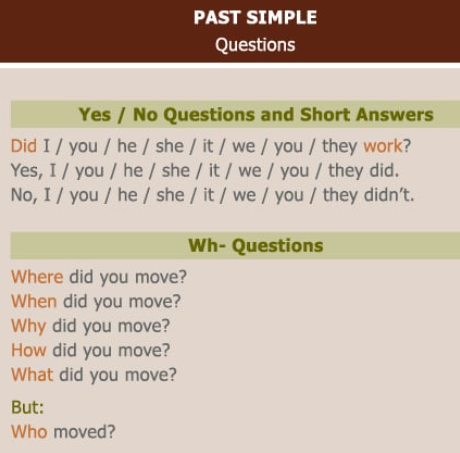 PAST SIMPLE
Questions
Yes / No Questions and Short Answers
Did I / you / he / she / it / we / you / they work?
Yes, I / you / he / she / it / we / you / they did.
No, I / you / he / she / it / we / you / they didn’t.
Wh- Questions
Where did you move?
When did you move?
Why did you move?
How did you move?
What did you move?
But:
Who moved?